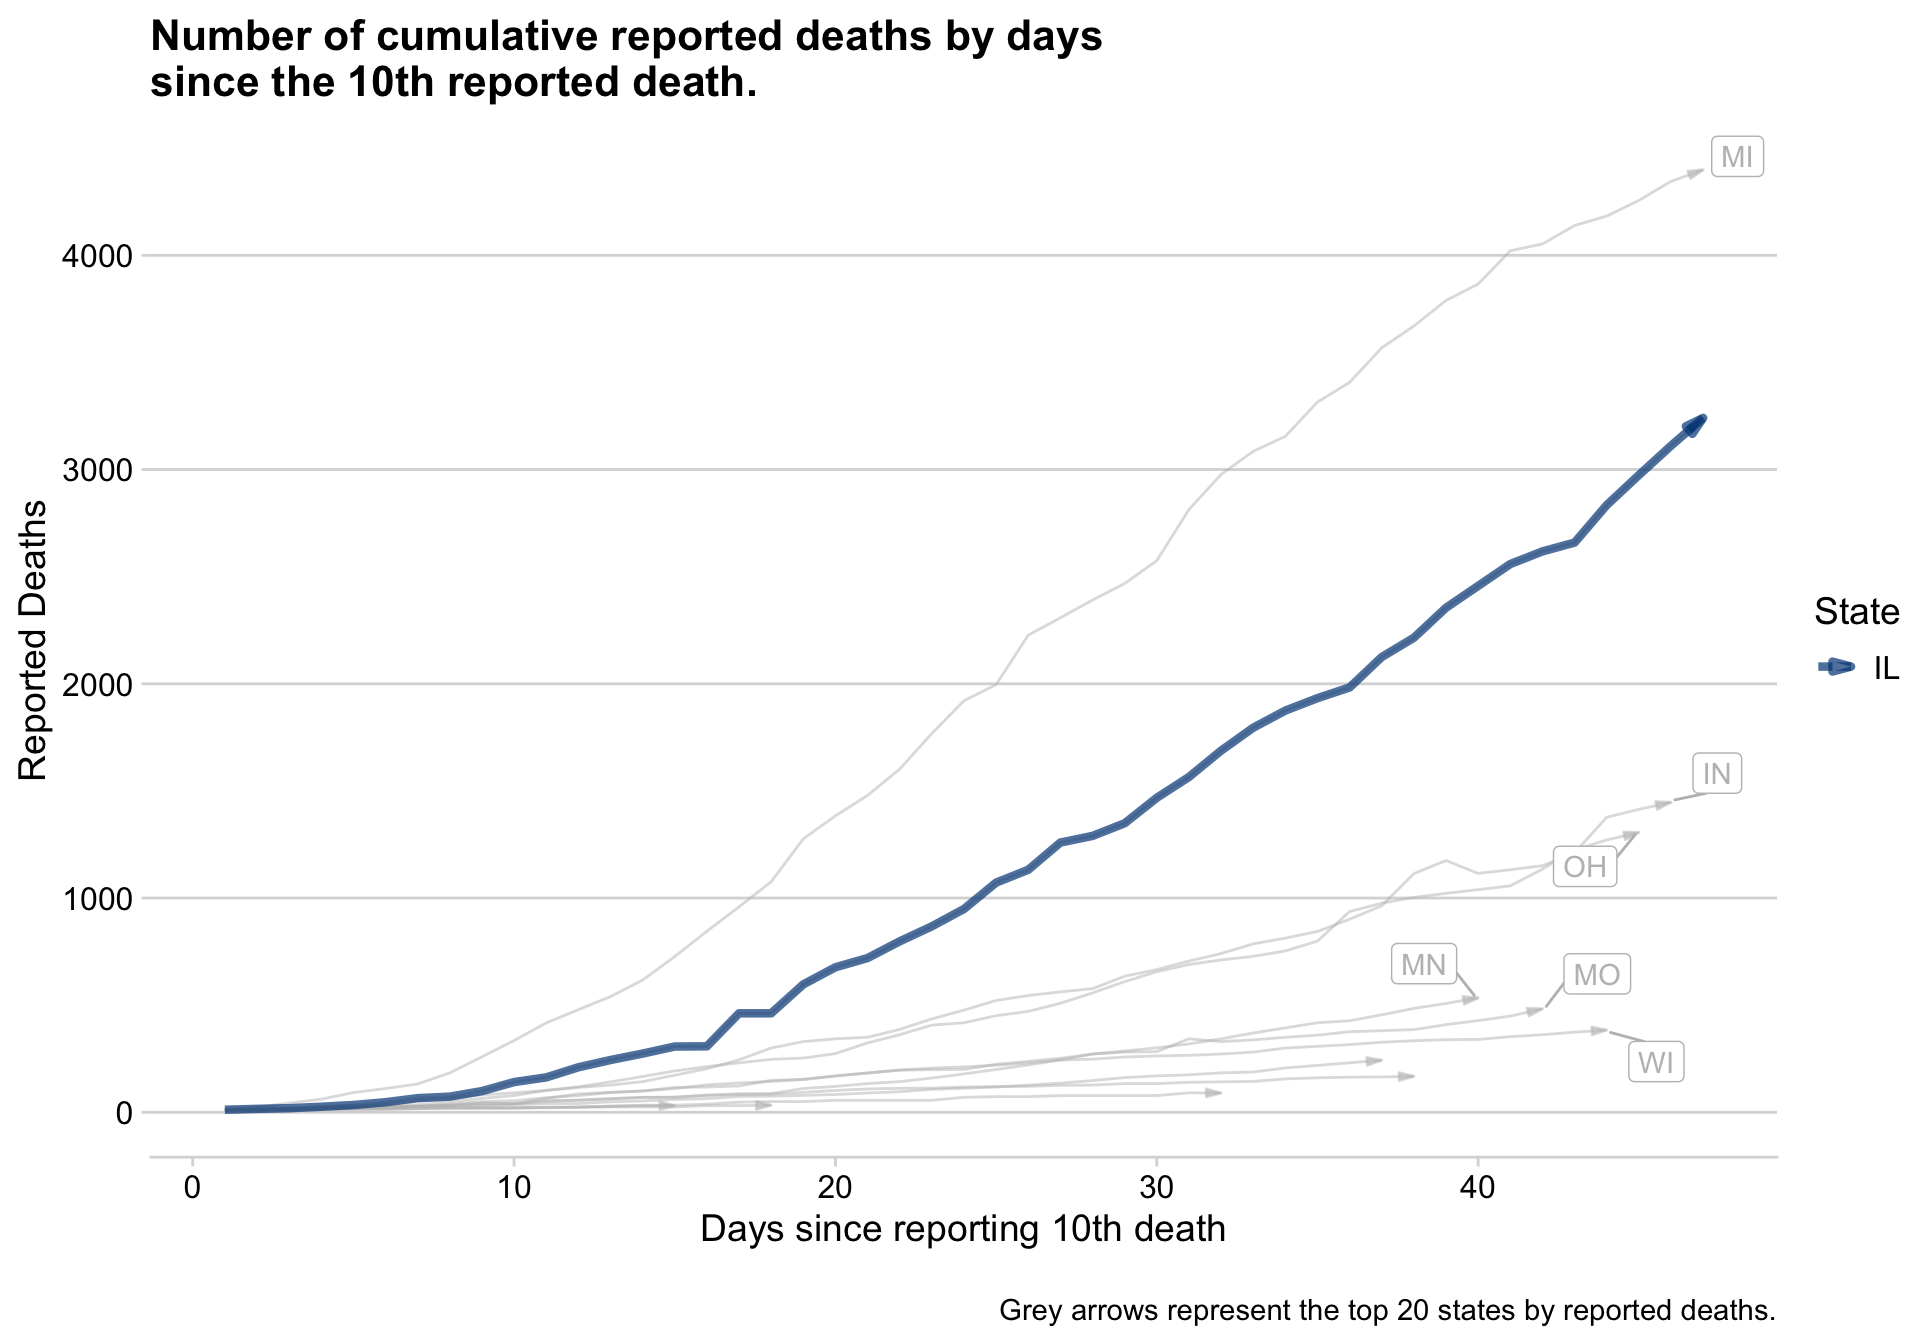 Number of cumulative reported deaths by days
since the 10th reported death.
MI
4000
3000
2000
1000
0
Reported Deaths
IN
OH
MN
MO
WI
State
IL
0 10 20 30 40
Days since reporting 10th death
Grey arrows represent the top 20 states by reported deaths.